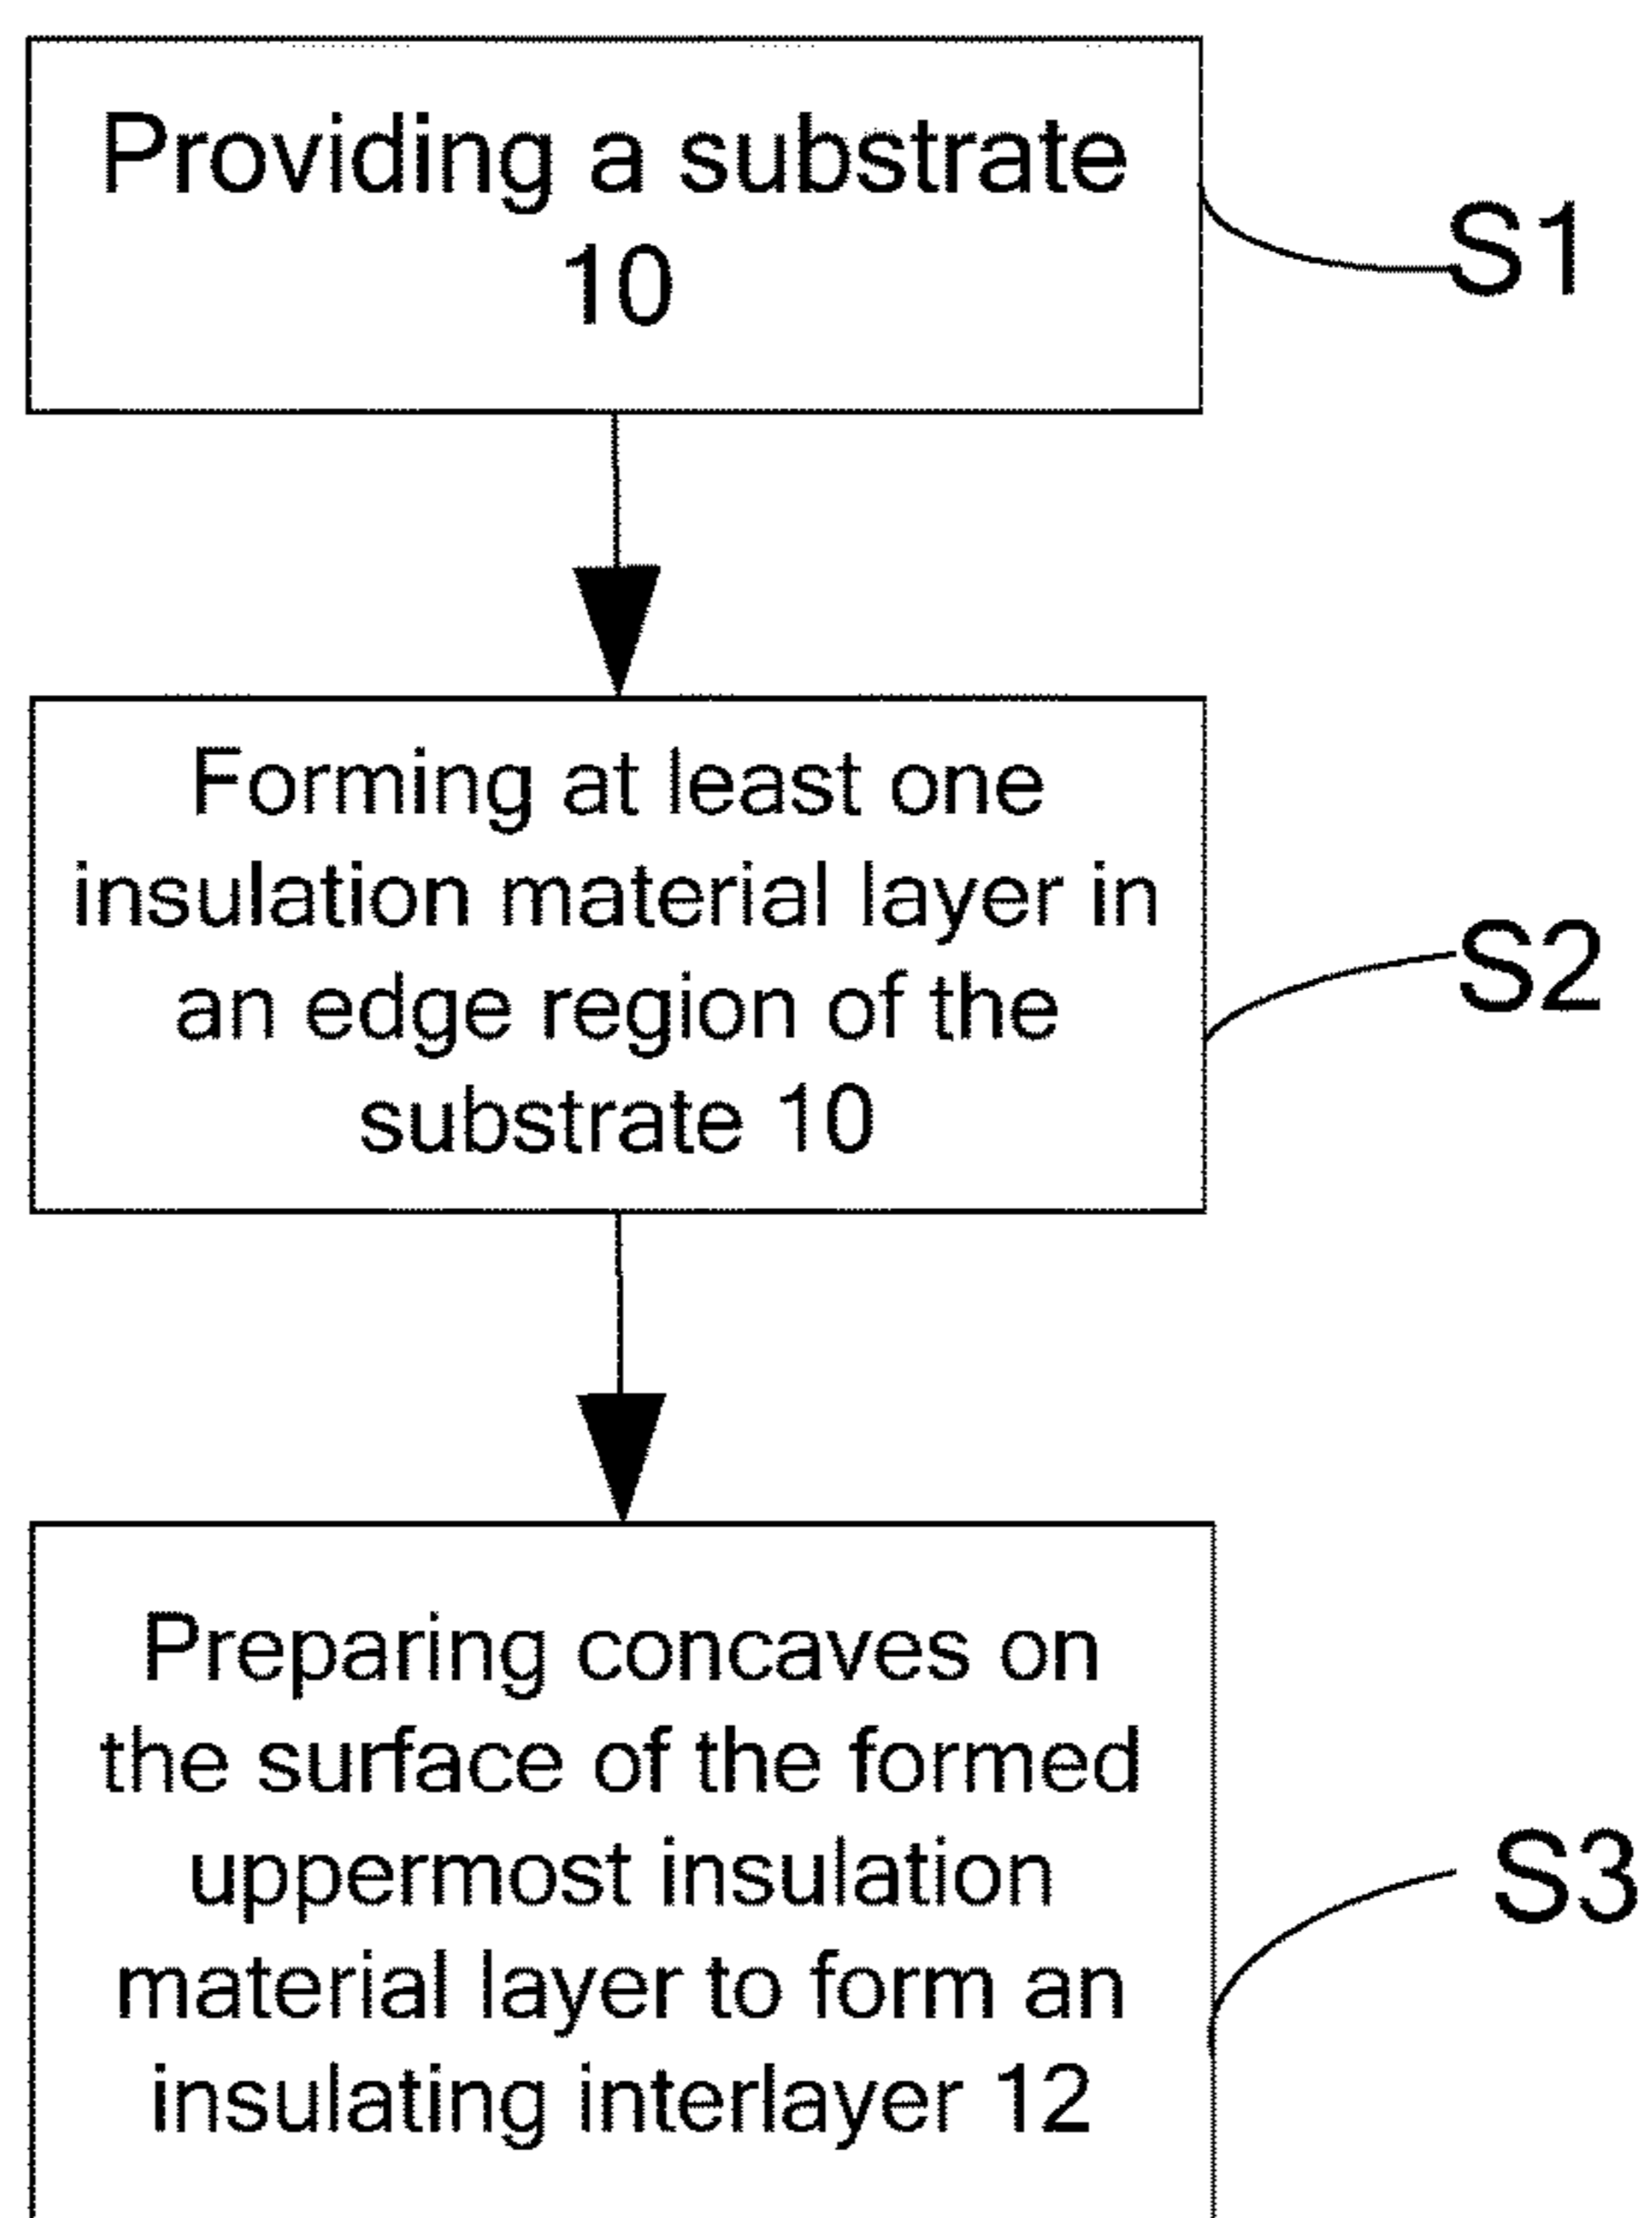 Providing a substrate
10
S1
Forming at least one
insulation material layer in
an edge region of the
substrate 10
S2
Preparing concaves on
the surface of the formed
uppermost insulation
material layer to form an
insulating interlayer 12
S3